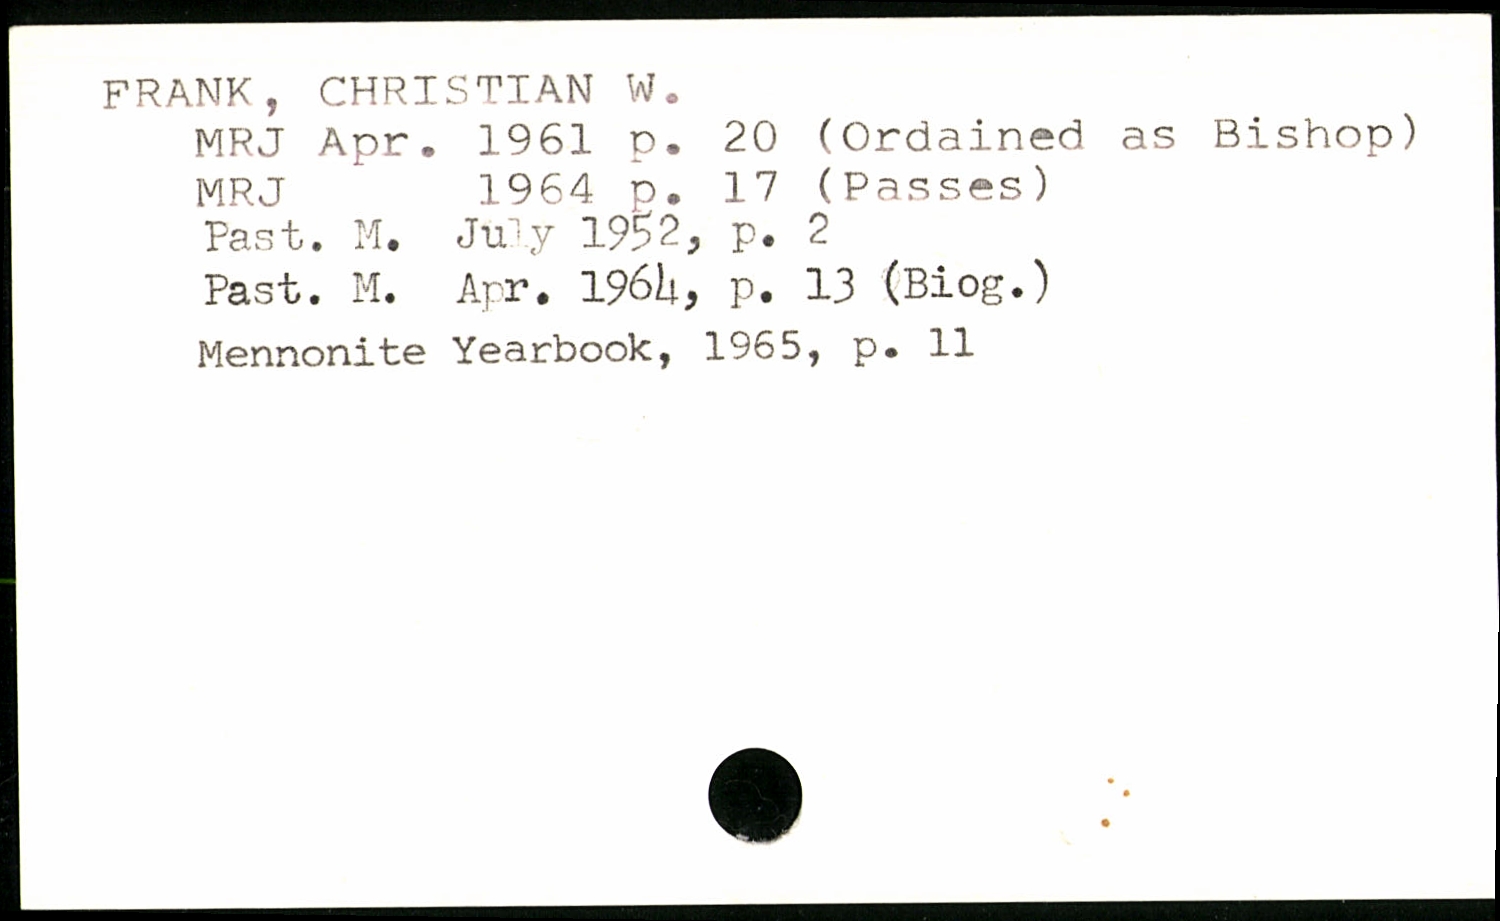 FRANK, CHRISTIAN W.
MRJ Apr. 1961 p. 20 (Ordained as Bishop)
MRJ 1964 p. 17 (Passes)
Past. M. July 1952, p. 2
Past. M. Apr. 1964, p. 13 (Biog.)
Mennonite Yearbook, 1965, p. 11